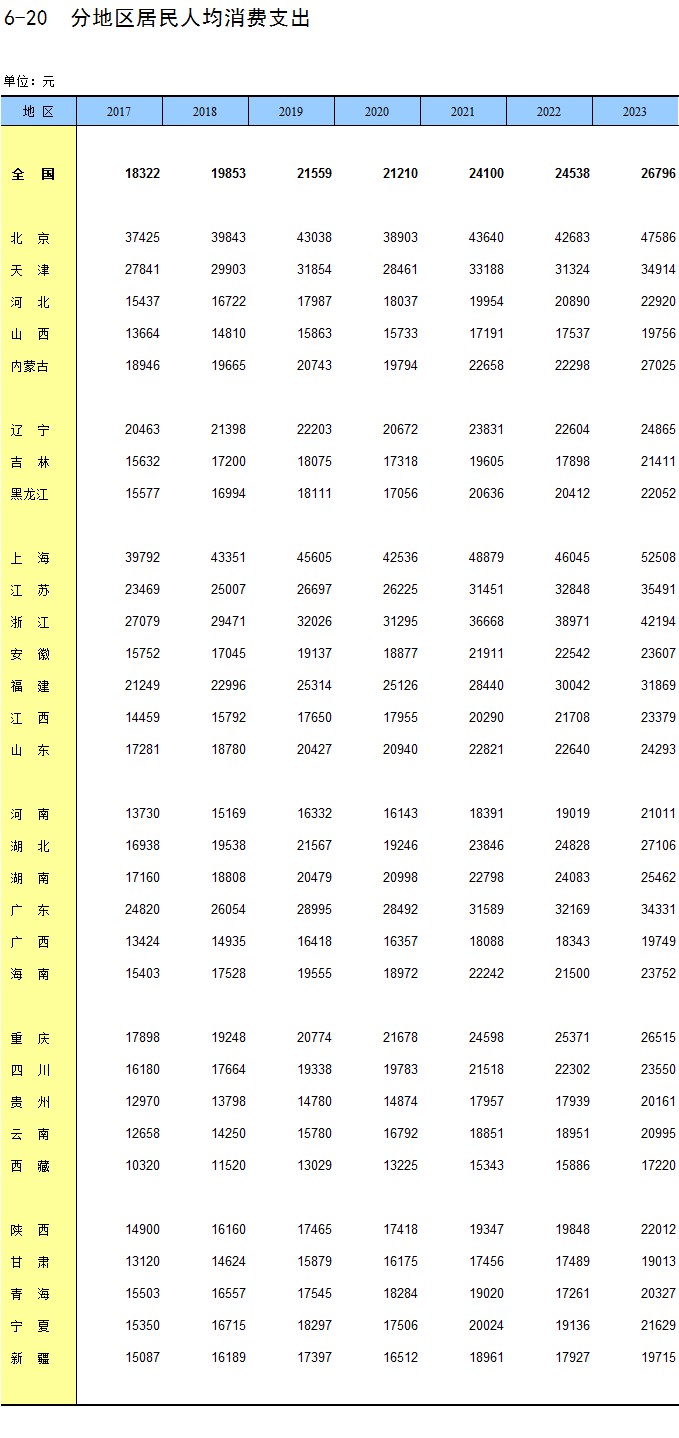 6-20 分地区居民人均消费支出
单位：元
地 区 2017 2018 2019 2020 2021 2022 2023
全 国 18322 19853 21559 21210 24100 24538 26796
北 京 37425 39843 43038 38903 43640 42683 47586
天 津 27841 29903 31854 28461 33188 31324 34914
河 北 15437 16722 17987 18037 19954 20890 22920
山 西 13664 14810 15863 15733 17191 17537 19756
内蒙古 18946 19665 20743 19794 22658 22298 27025
辽 宁 20463 21398 22203 20672 23831 22604 24865
吉 林 15632 17200 18075 17318 19605 17898 21411
黑龙江 15577 16994 18111 17056 20636 20412 22052
上 海 39792 43351 45605 42536 48879 46045 52508
江 苏 23469 25007 26697 26225 31451 32848 35491
浙 江 27079 29471 32026 31295 36668 38971 42194
安 徽 15752 17045 19137 18877 21911 22542 23607
福 建 21249 22996 25314 25126 28440 30042 31869
江 西 14459 15792 17650 17955 20290 21708 23379
山 东 17281 18780 20427 20940 22821 22640 24293
河 南 13730 15169 16332 16143 18391 19019 21011
湖 北 16938 19538 21567 19246 23846 24828 27106
湖 南 17160 18808 20479 20998 22798 24083 25462
广 东 24820 26054 28995 28492 31589 32169 34331
广 西 13424 14935 16418 16357 18088 18343 19749
海 南 15403 17528 19555 18972 22242 21500 23752
重 庆 17898 19248 20774 21678 24598 25371 26515
四 川 16180 17664 19338 19783 21518 22302 23550
贵 州 12970 13798 14780 14874 17957 17939 20161
云 南 12658 14250 15780 16792 18851 18951 20995
西 藏 10320 11520 13029 13225 15343 15886 17220
陕 西 14900 16160 17465 17418 19347 19848 22012
甘 肃 13120 14624 15879 16175 17456 17489 19013
青 海 15503 16557 17545 18284 19020 17261 20327
宁 夏 15350 16715 18297 17506 20024 19136 21629
新 疆 15087 16189 17397 16512 18961 17927 19715